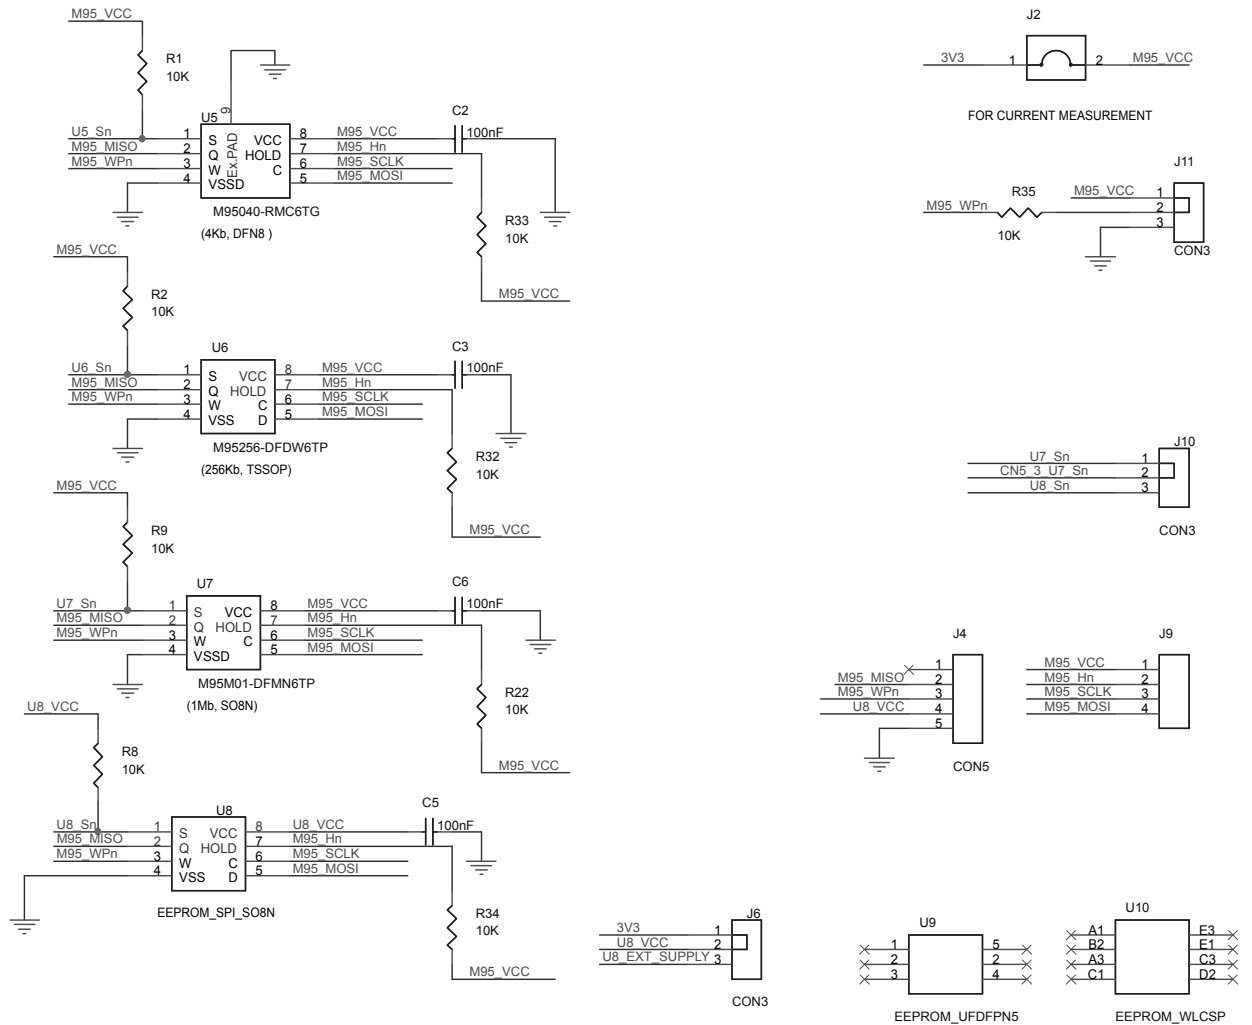 M95_VCC
R1
10K
9
U5
U5_Sn 1 S VCC 8 M95_VCC
M95_MISO 2 Q HOLD 7 M95_Hn
M95_WPn 3 W C 6 M95_SCLK
4 VSSD 5 M95_MOSI
Ex.PAD
C2
100nF
M95040-RMC6TG
(4Kb, DFN8 )
R33
10K
M95_VCC
M95_VCC
R2
10K
U6
U6_Sn 1 S VCC 8 M95_VCC
M95_MISO 2 Q HOLD 7 M95_Hn
M95_WPn 3 W C 6 M95_SCLK
4 VSS D 5 M95_MOSI
C3
100nF
M95256-DFDW6TP
(256Kb, TSSOP)
R32
10K
M95_VCC
M95_VCC
R9
10K
U7
U7_Sn 1 S VCC 8 M95_VCC
M95_MISO 2 Q HOLD 7 M95_Hn
M95_WPn 3 W C 6 M95_SCLK
4 VSSD 5 M95_MOSI
C6
100nF
M95M01-DFMN6TP
(1Mb, SO8N)
R22
10K
M95_VCC
U8_VCC
R8
10K
U8
U8_Sn 1 S VCC 8 U8_VCC
M95_MISO 2 Q HOLD 7 M95_Hn
M95_WPn 3 W C 6 M95_SCLK
4 VSS D 5 M95_MOSI
C5
100nF
EEPROM_SPI_SO8N
R34
10K
M95_VCC
J2
3V3 1 2 M95_VCC
FOR CURRENT MEASUREMENT
J11
R35
M95_VCC 1
M95_WPn 2
3
10K
CON3
J10
U7_Sn 1
CN5_3_U7_Sn 2
U8_Sn 3
CON3
J4
1
M95_MISO 2
M95_WPn 3
U8_VCC 4
5
CON5
J9
M95_VCC 1
M95_Hn 2
M95_SCLK 3
M95_MOSI 4
J6
3V3 1
U8_VCC 2
U8_EXT_SUPPLY 3
CON3
U9
1 5
2 2
3 4
EEPROM_UFDFPN5
U10
A1 E3
B2 E1
A3 C3
C1 D2
EEPROM_WLCSP